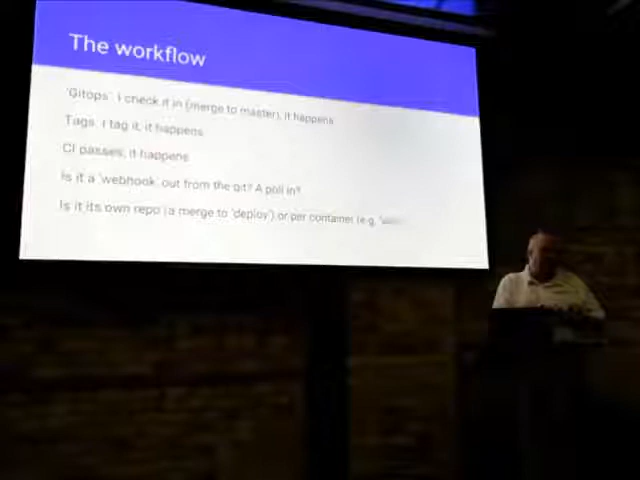 The workflow
'Gitops'. I check it in (merge to master), it happens
Tags. I tag it, it happens
CI passes, it happens
Is it a 'webhook' out from the git? A poll in?
Is it its own repo (a merge to 'deploy') or per container (e.g.